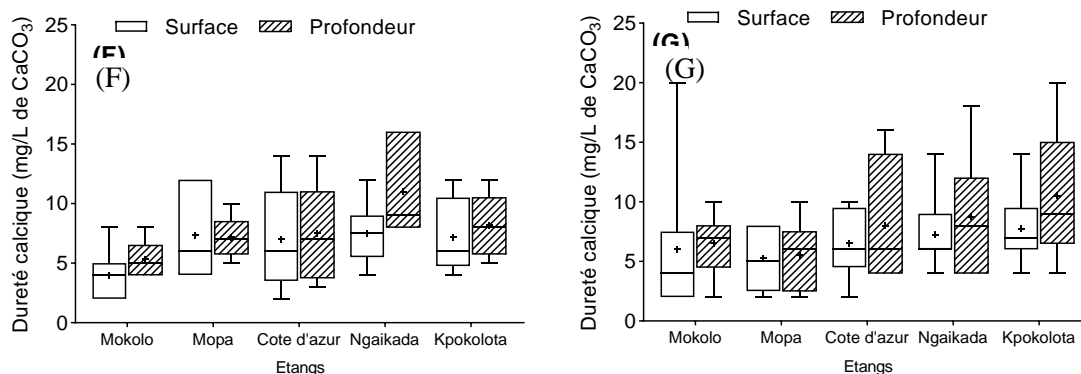 Surface Profondeur
(F)
(F)
Dureté calcique (mg/L de CaCO3)
25
20
15
10
5
0
Mokolo Mopa Cote d'azur Ngaikada Kpokolota
Etangs
Surface Profondeur
(G)
(G)
Dureté calcique (mg/L de CaCO3)
25
20
15
10
5
0
Mokolo Mopa Cote d'azur Ngaikada Kpokolota
Etangs